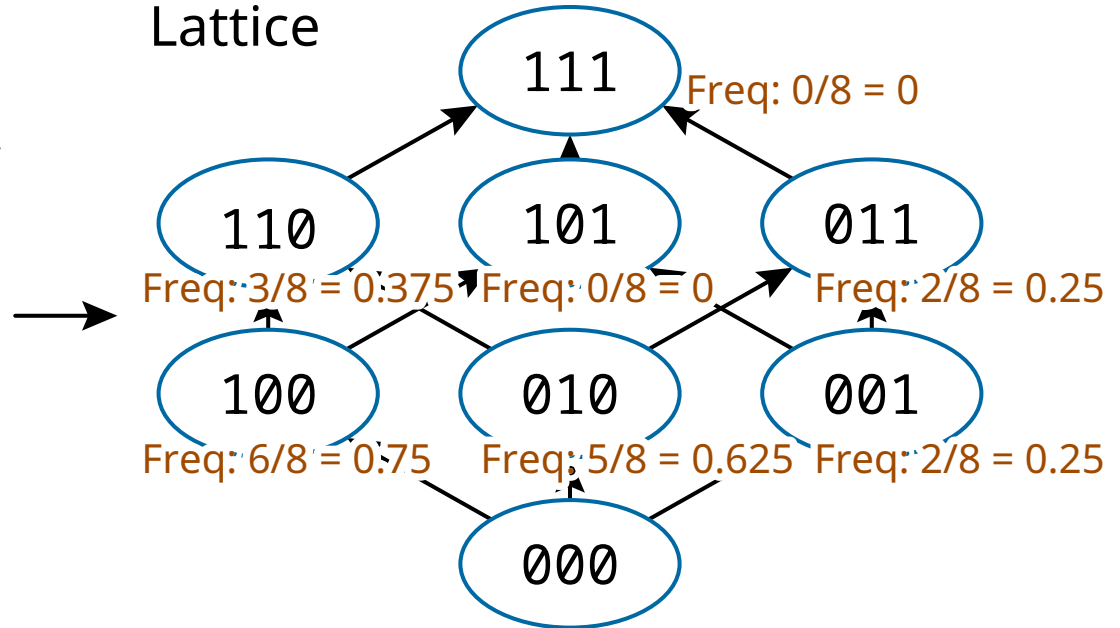 Lattice
111
Freq: 0/8 = 0
110
101
011
Freq: 3/8 = 0.375
Freq: 0/8 = 0
Freq: 2/8 = 0.25
100
010
001
Freq: 6/8 = 0.75
Freq: 5/8 = 0.625
Freq: 2/8 = 0.25
000